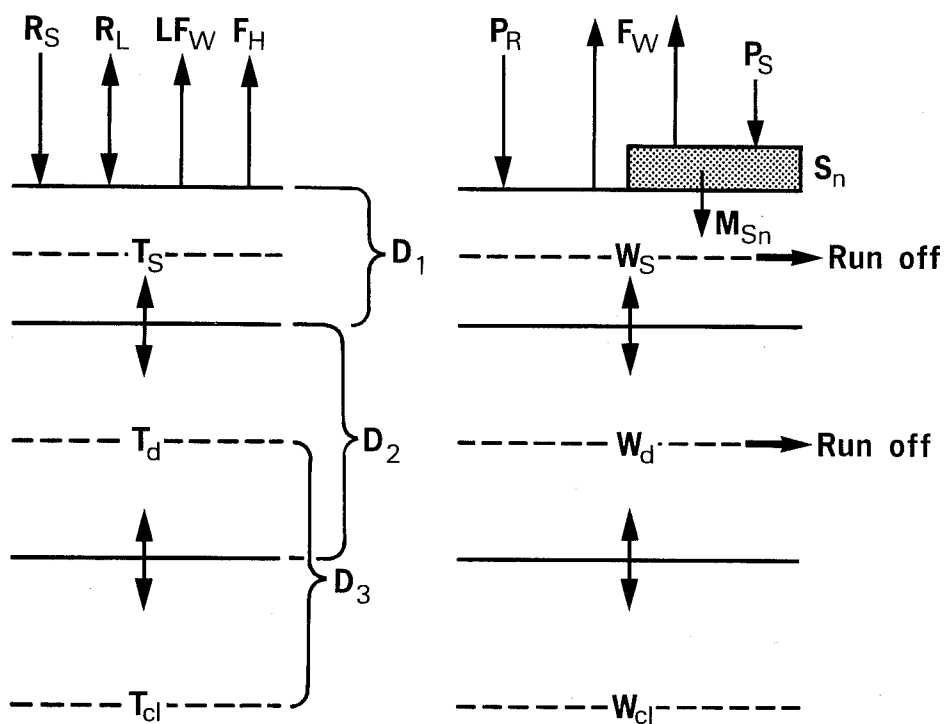 R_S R_L LF_W F_H
P_R F_W P_S
S_n
M_Sn
T_S D_1
W_S Run off
T_d D_2
W_d Run off
D_3
T_cl
W_cl